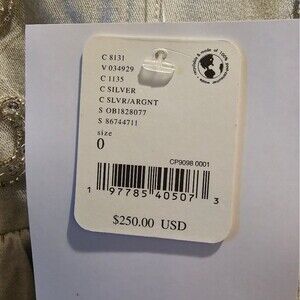 C 8131
V 034929
C 1135
C SILVER
C SLVR/ARGNT
S OB1828077
S 86744711
size
0
CP9098 0001
1 97785 40507 3
$250.00 USD